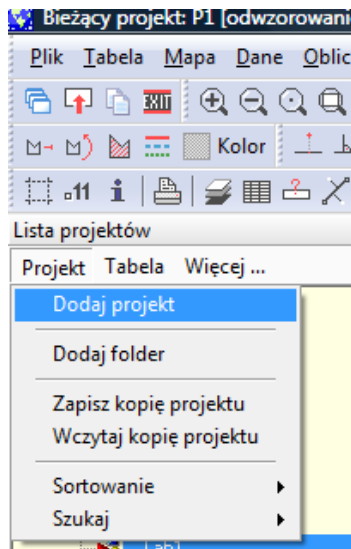 Bieżący projekt: P1 [odwzorowani
Plik Tabela Mapa Dane Oblic
EXIT
Kolor
.11 i
Lista projektów
Projekt Tabela Więcej ...
Dodaj projekt
Dodaj folder
Zapisz kopię projektu
Wczytaj kopię projektu
Sortowanie
Szukaj